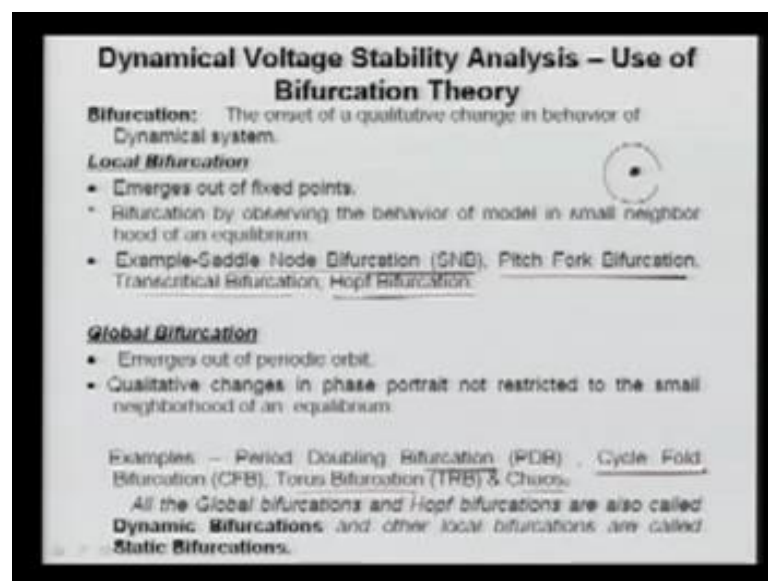 Dynamical Voltage Stability Analysis – Use of
Bifurcation Theory
Bifurcation: The onset of a qualitative change in behavior of
Dynamical system.
Local Bifurcation
• Emerges out of fixed points.
* Bifurcation by observing the behavior of model in small neighbor
hood of an equilibrium.
• Example-Saddle Node Bifurcation (SNB), Pitch Fork Bifurcation,
Transcritical Bifurcation, Hopf Bifurcation.
Global Bifurcation
• Emerges out of periodic orbit.
• Qualitative changes in phase portrait not restricted to the small
neighborhood of an equilibrium.
Examples – Period Doubling Bifurcation (PDB) , Cycle Fold
Bifurcation (CFB), Torus Bifurcation (TRB) & Chaos.
All the Global bifurcations and Hopf bifurcations are also called
Dynamic Bifurcations and other local bifurcations are called
Static Bifurcations.